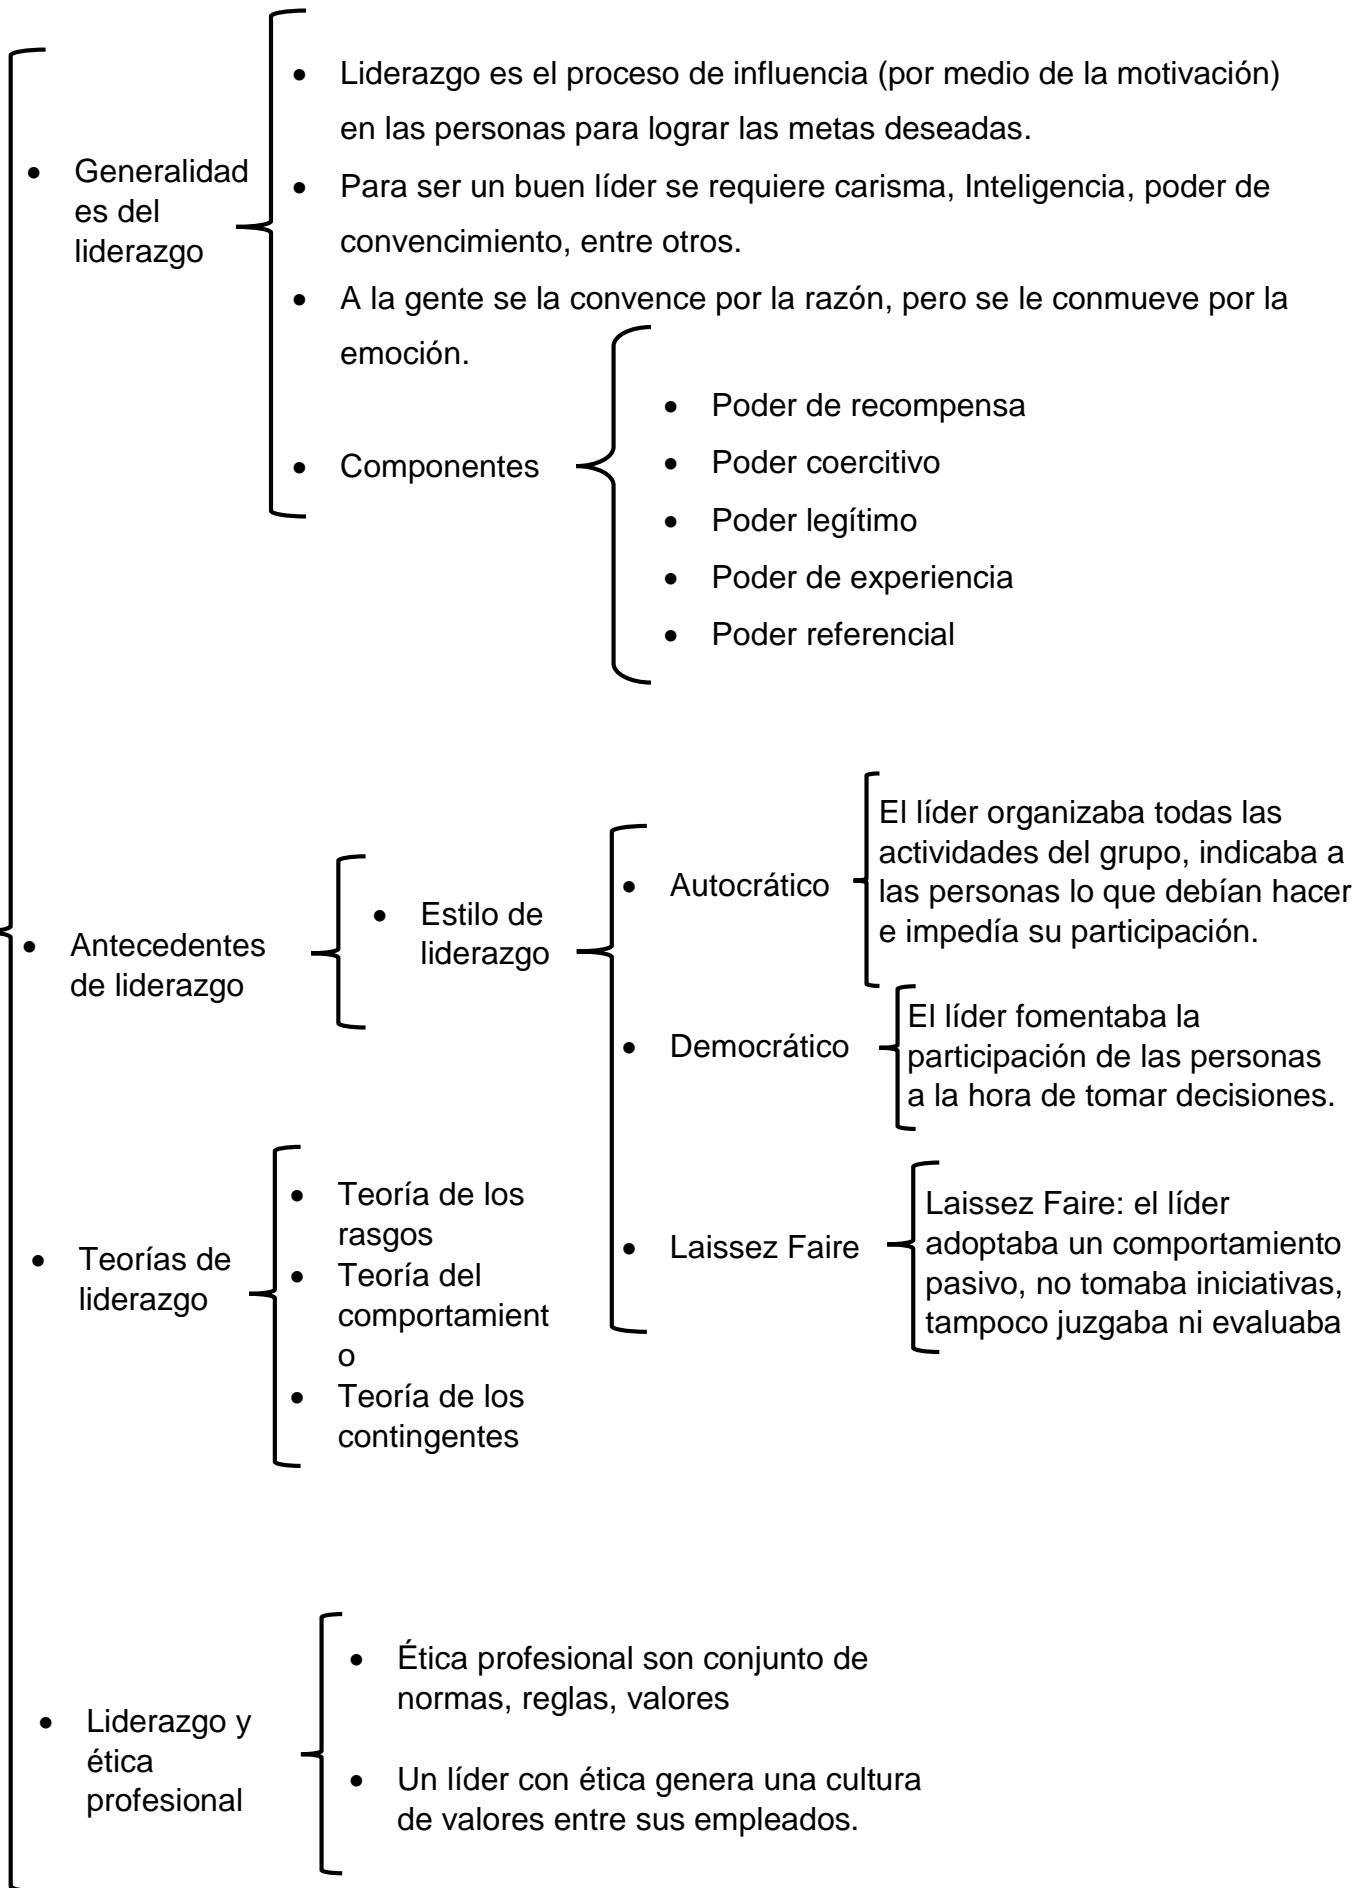 Generalidad
es del
liderazgo
Liderazgo es el proceso de influencia (por medio de la motivación)
en las personas para lograr las metas deseadas.
Para ser un buen líder se requiere carisma, Inteligencia, poder de
convencimiento, entre otros.
A la gente se la convence por la razón, pero se le conmueve por la
emoción.
Componentes
Poder de recompensa
Poder coercitivo
Poder legítimo
Poder de experiencia
Poder referencial
Antecedentes
de liderazgo
Estilo de
liderazgo
Autocrático
El líder organizaba todas las
actividades del grupo, indicaba a
las personas lo que debían hacer
e impedía su participación.
Democrático
El líder fomentaba la
participación de las personas
a la hora de tomar decisiones.
Laissez Faire
Laissez Faire: el líder
adoptaba un comportamiento
pasivo, no tomaba iniciativas,
tampoco juzgaba ni evaluaba
Teorías de
liderazgo
Teoría de los
rasgos
Teoría del
comportamient
o
Teoría de los
contingentes
Liderazgo y
ética
profesional
Ética profesional son conjunto de
normas, reglas, valores
Un líder con ética genera una cultura
de valores entre sus empleados.